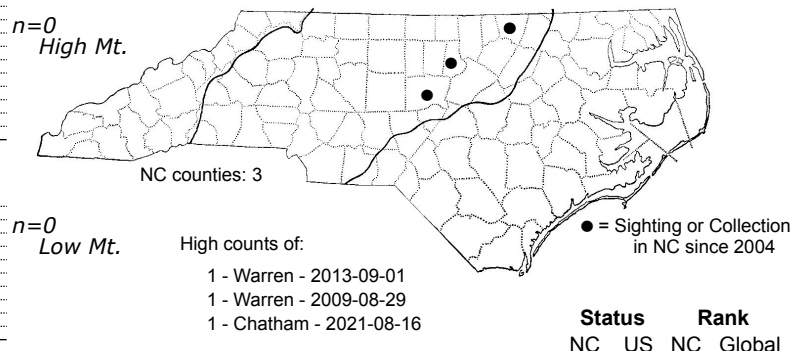 n=0
High Mt.
NC counties: 3
n=0
Low Mt.
High counts of:
1 - Warren - 2013-09-01
1 - Warren - 2009-08-29
1 - Chatham - 2021-08-16
● = Sighting or Collection
in NC since 2004
Status Rank
NC US NC Global